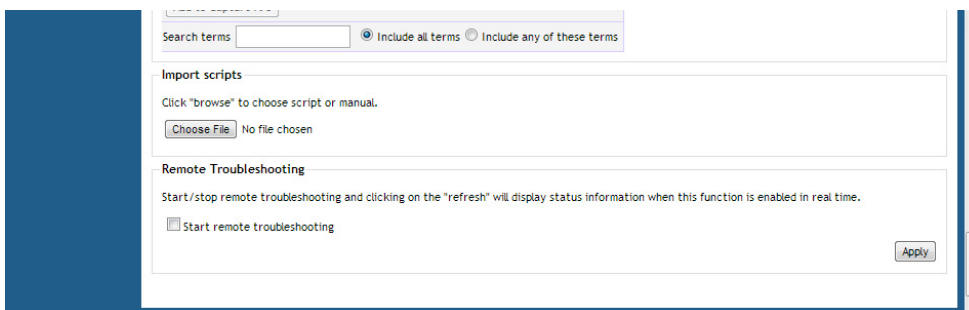 Search terms Include all terms Include any of these terms
Import scripts
Click "browse" to choose script or manual.
Choose File No file chosen
Remote Troubleshooting
Start/stop remote troubleshooting and clicking on the "refresh" will display status information when this function is enabled in real time.
Start remote troubleshooting
Apply